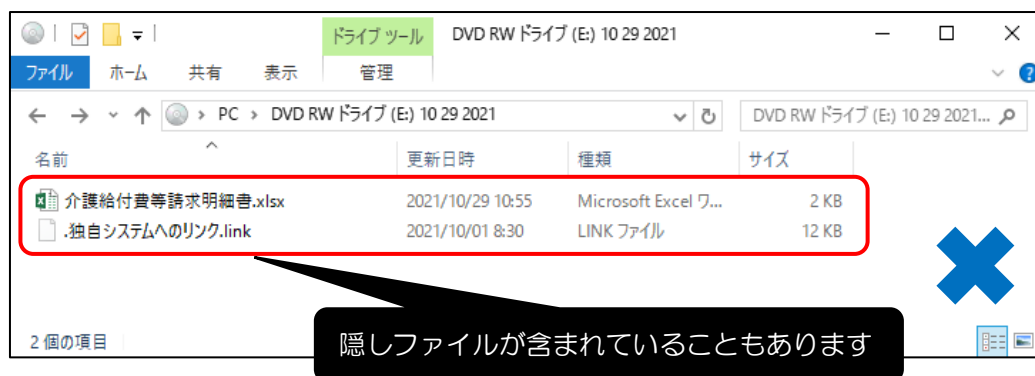 ドライブ ツール DVD RW ドライブ (E:) 10 29 2021
ファイル ホーム 共有 表示 管理
PC › DVD RW ドライブ (E:) 10 29 2021 DVD RW ドライブ (E:) 10 29 2021...
名前 更新日時 種類 サイズ
介護給付費等請求明細書.xlsx 2021/10/29 10:55 Microsoft Excel ワ... 2 KB
.独自システムへのリンク.link 2021/10/01 8:30 LINK ファイル 12 KB
隠しファイルが含まれていることもあります
2 個の項目